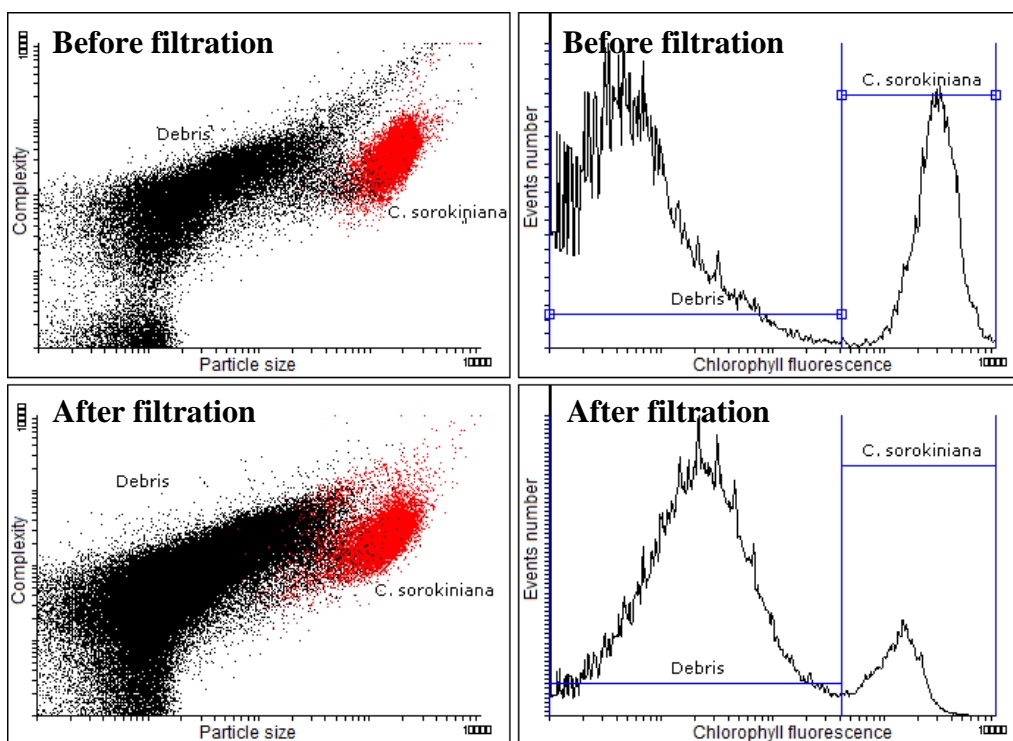 Before filtration
Debris
C. sorokiniana
Complexity
Particle size
10000
Before filtration
C. sorokiniana
Debris
Events number
Chlorophyll fluorescence
10000
After filtration
Debris
C. sorokiniana
Complexity
Particle size
10000
After filtration
C. sorokiniana
Debris
Events number
Chlorophyll fluorescence
10000